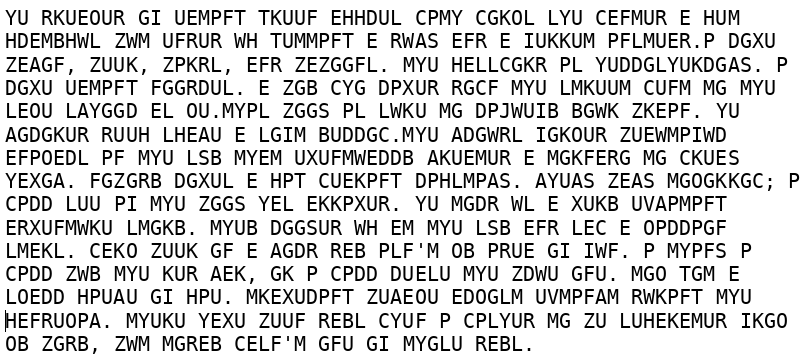 YU RKUEOUR GI UEMPFT TKUUF EHHDUL CPMY CGKOL LYU CEFMUR E HUM
HDEMBHWL ZWM UFRUR WH TUMMPFT E RWAS EFR E IUKKUM PFLMUER.P DGXU
ZEAGF, ZUUK, ZPKRL, EFR ZEZGGFL. MYU HELLCGKR PL YUDDGLYUKDGAS. P
DGXU UEMPFT FGGRDUL. E ZGB CYG DPXUR RGCF MYU LMKUUM CUFM MG MYU
LEOU LAYGGD EL OU.MYPL ZGGS PL LWKU MG DPJWUIB BGWK ZKEPF. YU
AGDGKUR RUUH LHEAU E LGIM BUDDGC.MYU ADGWRL IGKOUR ZUEWMPIWD
EFPOEDL PF MYU LSB MYEM UXUFMWEDDB AKUEMUR E MGKFERG MG CKUES
YEXGA. FGZGRB DGXUL E HPT CUEKPFT DPHLMPAS. AYUAS ZEAS MGOGKKGC; P
CPDD LUU PI MYU ZGGS YEL EKKPXUR. YU MGDR WL E XUKB UVAPMPFT
ERXUFMWKU LMGKB. MYUB DGGSUR WH EM MYU LSB EFR LEC E OPDDPGF
LMEKL. CEKO ZUUK GF E AGDR REB PLF'M OB PRUE GI IWF. P MYPFS P
CPDD ZWB MYU KUR AEK, GK P CPDD DUELU MYU ZDWU GFU. MGO TGM E
LOEDD HPUAU GI HPU. MKEXUDPFT ZUAEOU EDOGLM UVMPFAM RWKPFT MYU
HEFRUOPA. MYUKU YEXU ZUUF REBL CYUF P CPLYUR MG ZU LUHEKEMUR IKGO
OB ZGRB, ZWM MGREB CELF'M GFU GI MYGLU REBL.